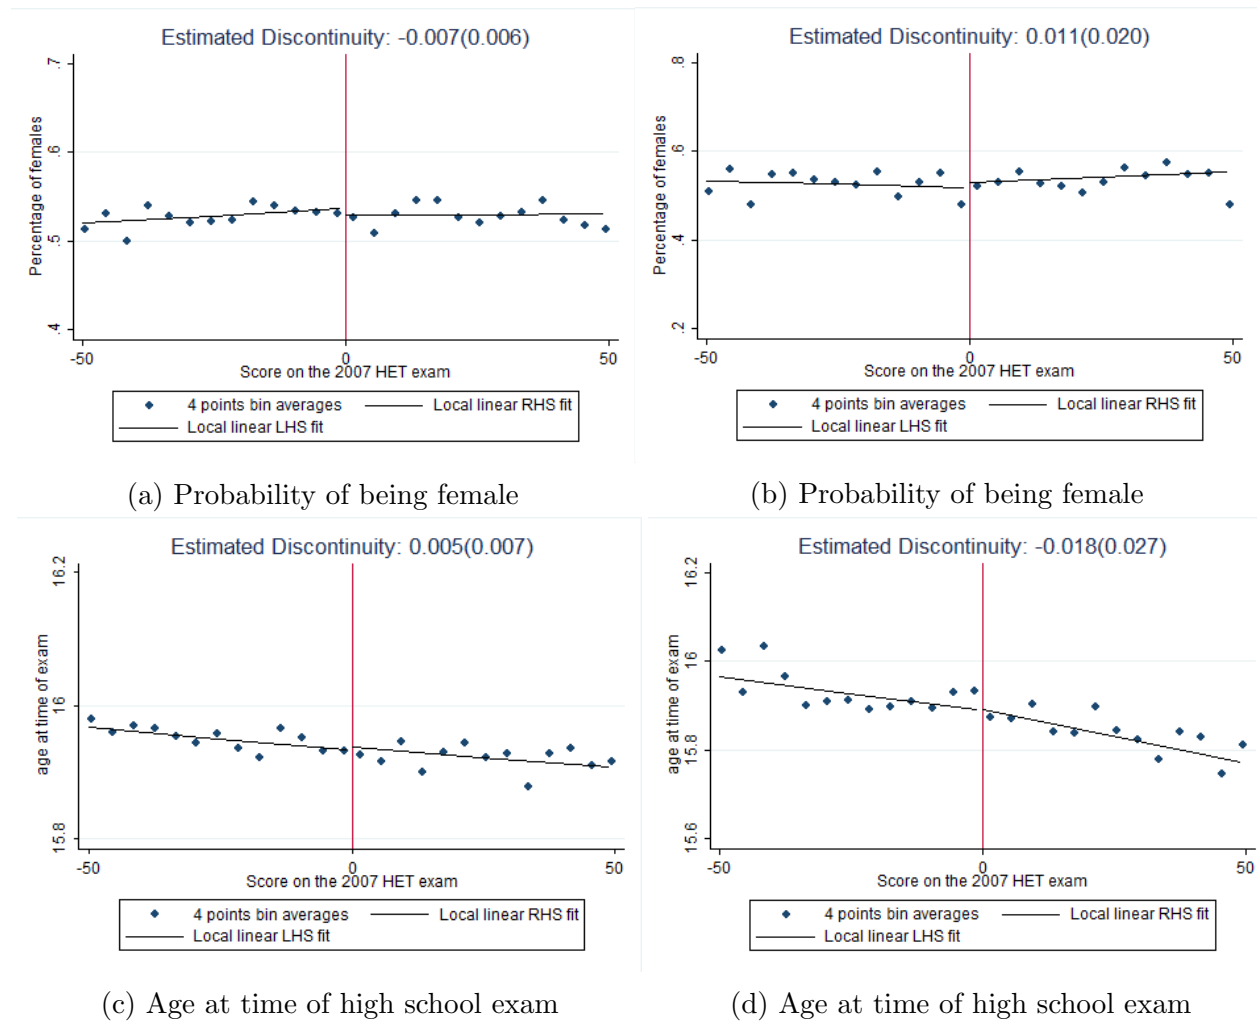 Estimated Discontinuity: -0.007(0.006)
Percentage of females
.7
.6
.5
.4
-50
0
50
Score on the 2007 HET exam
4 points bin averages
Local linear RHS fit
Local linear LHS fit
(a) Probability of being female
Estimated Discontinuity: 0.011(0.020)
Percentage of females
.8
.6
.4
.2
-50
0
50
Score on the 2007 HET exam
4 points bin averages
Local linear RHS fit
Local linear LHS fit
(b) Probability of being female
Estimated Discontinuity: 0.005(0.007)
age at time of exam
16.2
16
15.8
-50
0
50
Score on the 2007 HET exam
4 points bin averages
Local linear RHS fit
Local linear LHS fit
(c) Age at time of high school exam
Estimated Discontinuity: -0.018(0.027)
age at time of exam
16.2
16
15.8
15.6
-50
0
50
Score on the 2007 HET exam
4 points bin averages
Local linear RHS fit
Local linear LHS fit
(d) Age at time of high school exam